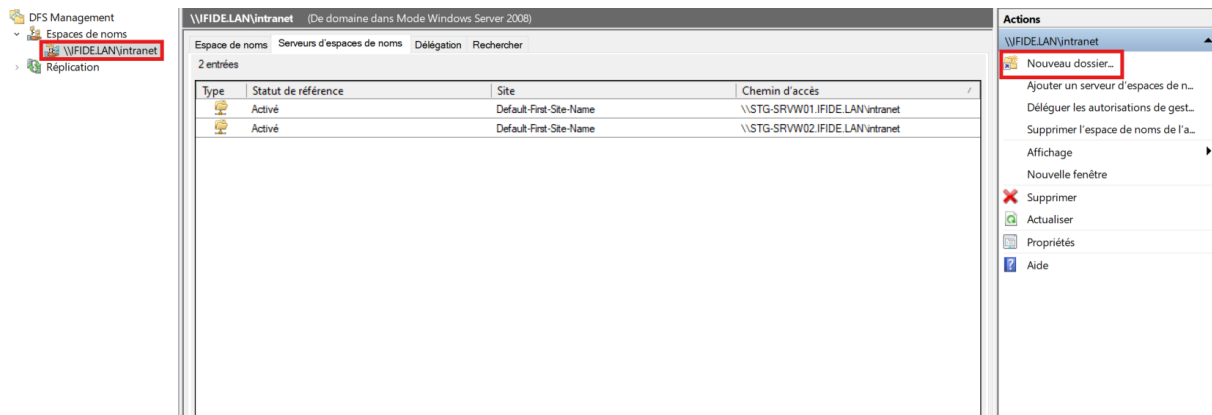 DFS Management
Espaces de noms
\\IFIDE.LAN\intranet
Réplication
\\IFIDE.LAN\intranet (De domaine dans Mode Windows Server 2008)
Espace de noms Serveurs d'espaces de noms Délégation Rechercher
2 entrées
Type Statut de référence Site Chemin d'accès
Activé Default-First-Site-Name \\STG-SRVW01.IFIDE.LAN\intranet
Activé Default-First-Site-Name \\STG-SRVW02.IFIDE.LAN\intranet
Actions
\\IFIDE.LAN\intranet
Nouveau dossier...
Ajouter un serveur d'espaces de n...
Déléguer les autorisations de gest...
Supprimer l'espace de noms de l'a...
Affichage
Nouvelle fenêtre
Supprimer
Actualiser
Propriétés
Aide